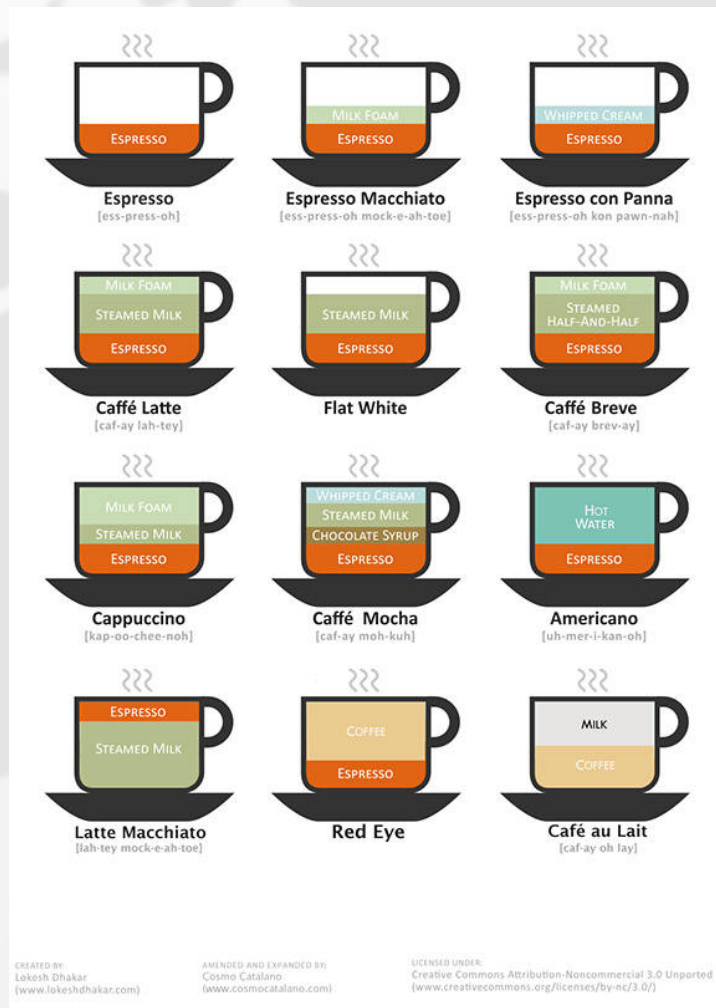 Espresso
Espresso
[ess-press-oh]
Milk Foam
Espresso
Espresso Macchiato
[ess-press-oh mock-e-ah-toe]
Whipped Cream
Espresso
Espresso con Panna
[ess-press-oh kon pawn-nah]
Milk Foam
Steamed Milk
Espresso
Caffé Latte
[caf-ay lah-tey]
Steamed Milk
Espresso
Flat White
Milk Foam
Steamed
Half-And-Half
Espresso
Caffé Breve
[caf-ay brev-ay]
Milk Foam
Steamed Milk
Espresso
Cappuccino
[kap-oo-chee-noh]
Whipped Cream
Steamed Milk
Chocolate Syrup
Espresso
Caffé Mocha
[caf-ay moh-kuh]
Hot
Water
Espresso
Americano
[uh-mer-i-kan-oh]
Espresso
Steamed Milk
Latte Macchiato
[lah-tey mock-e-ah-toe]
Coffee
Espresso
Red Eye
MILK
Coffee
Café au Lait
[caf-ay oh lay]
CREATED BY:
Lokesh Dhakar
(www.lokeshdhakar.com)
AMENDED AND EXPANDED BY:
Cosmo Catalano
(www.cosmocatalano.com)
LICENSED UNDER:
Creative Commons Attribution-Noncommercial 3.0 Unported
(www.creativecommons.org/licenses/by-nc/3.0/)